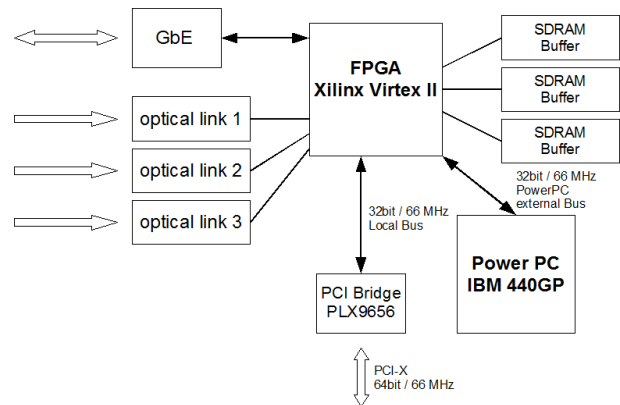 GbE
FPGA
Xilinx Virtex II
SDRAM
Buffer
SDRAM
Buffer
SDRAM
Buffer
optical link 1
optical link 2
optical link 3
32bit / 66 MHz
PowerPC
external Bus
32bit / 66 MHz
Local Bus
Power PC
IBM 440GP
PCI Bridge
PLX9656
PCI-X
64bit / 66 MHz